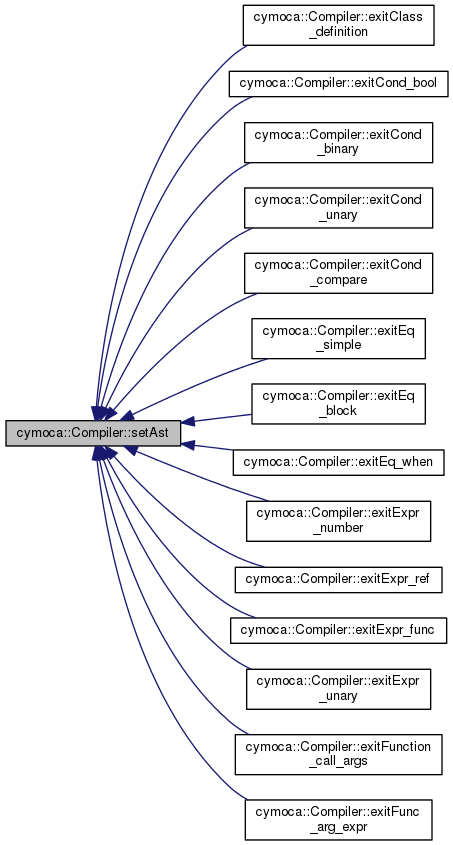 cymoca::Compiler::exitClass
_definition
cymoca::Compiler::exitCond_bool
cymoca::Compiler::exitCond
_binary
cymoca::Compiler::exitCond
_unary
cymoca::Compiler::exitCond
_compare
cymoca::Compiler::exitEq
_simple
cymoca::Compiler::exitEq
_block
cymoca::Compiler::setAst
cymoca::Compiler::exitEq_when
cymoca::Compiler::exitExpr
_number
cymoca::Compiler::exitExpr_ref
cymoca::Compiler::exitExpr_func
cymoca::Compiler::exitExpr
_unary
cymoca::Compiler::exitFunction
_call_args
cymoca::Compiler::exitFunc
_arg_expr